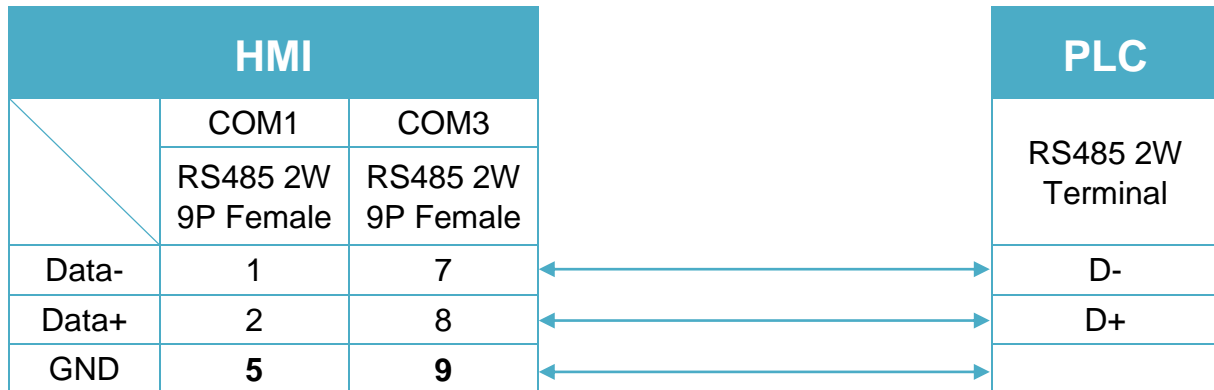 HMI
PLC
COM1 COM3
RS485 2W
9P Female
RS485 2W
9P Female
RS485 2W
Terminal
Data- 1 7 D-
Data+ 2 8 D+
GND 5 9